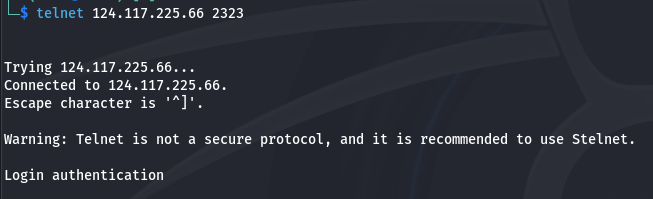 $ telnet 124.117.225.66 2323
Trying 124.117.225.66...
Connected to 124.117.225.66.
Escape character is '^]'.
Warning: Telnet is not a secure protocol, and it is recommended to use Stelnet.
Login authentication